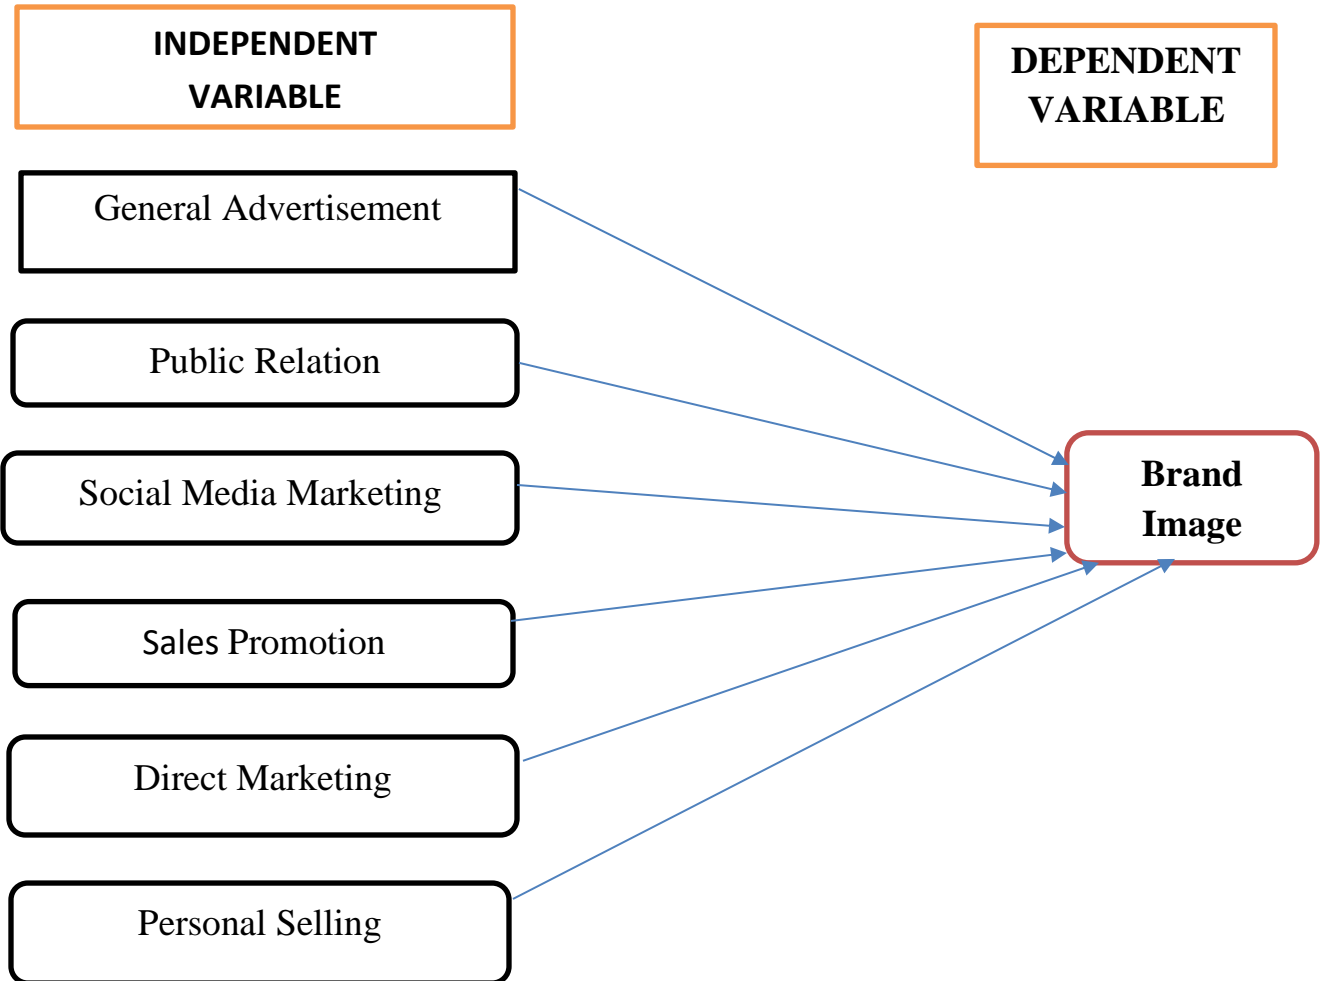 INDEPENDENT
VARIABLE
DEPENDENT
VARIABLE
General Advertisement
Public Relation
Social Media Marketing
Brand
Image
Sales Promotion
Direct Marketing
Personal Selling